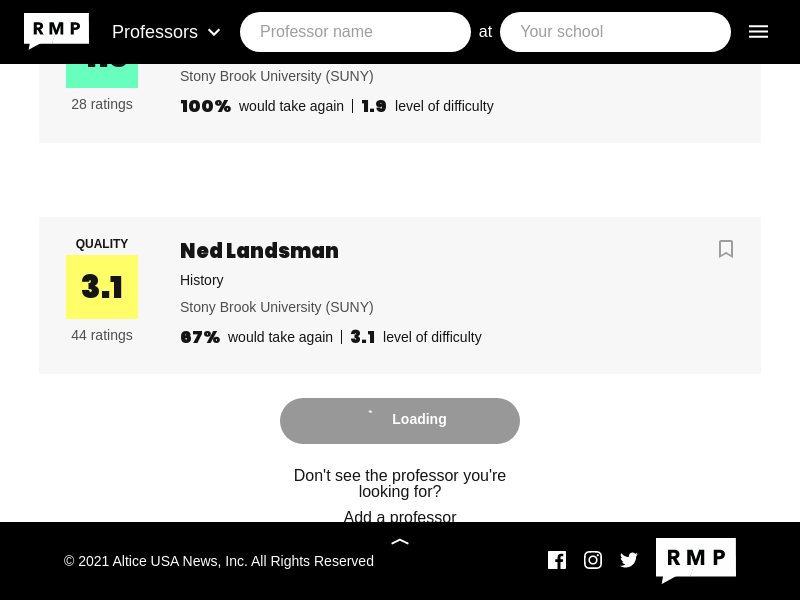 RMP
Professors
Professor name
at
Your school
Stony Brook University (SUNY)
28 ratings
100% would take again | 1.9 level of difficulty
QUALITY
3.1
44 ratings
Ned Landsman
History
Stony Brook University (SUNY)
67% would take again | 3.1 level of difficulty
Loading
Don't see the professor you're
looking for?
Add a professor
© 2021 Altice USA News, Inc. All Rights Reserved
RMP